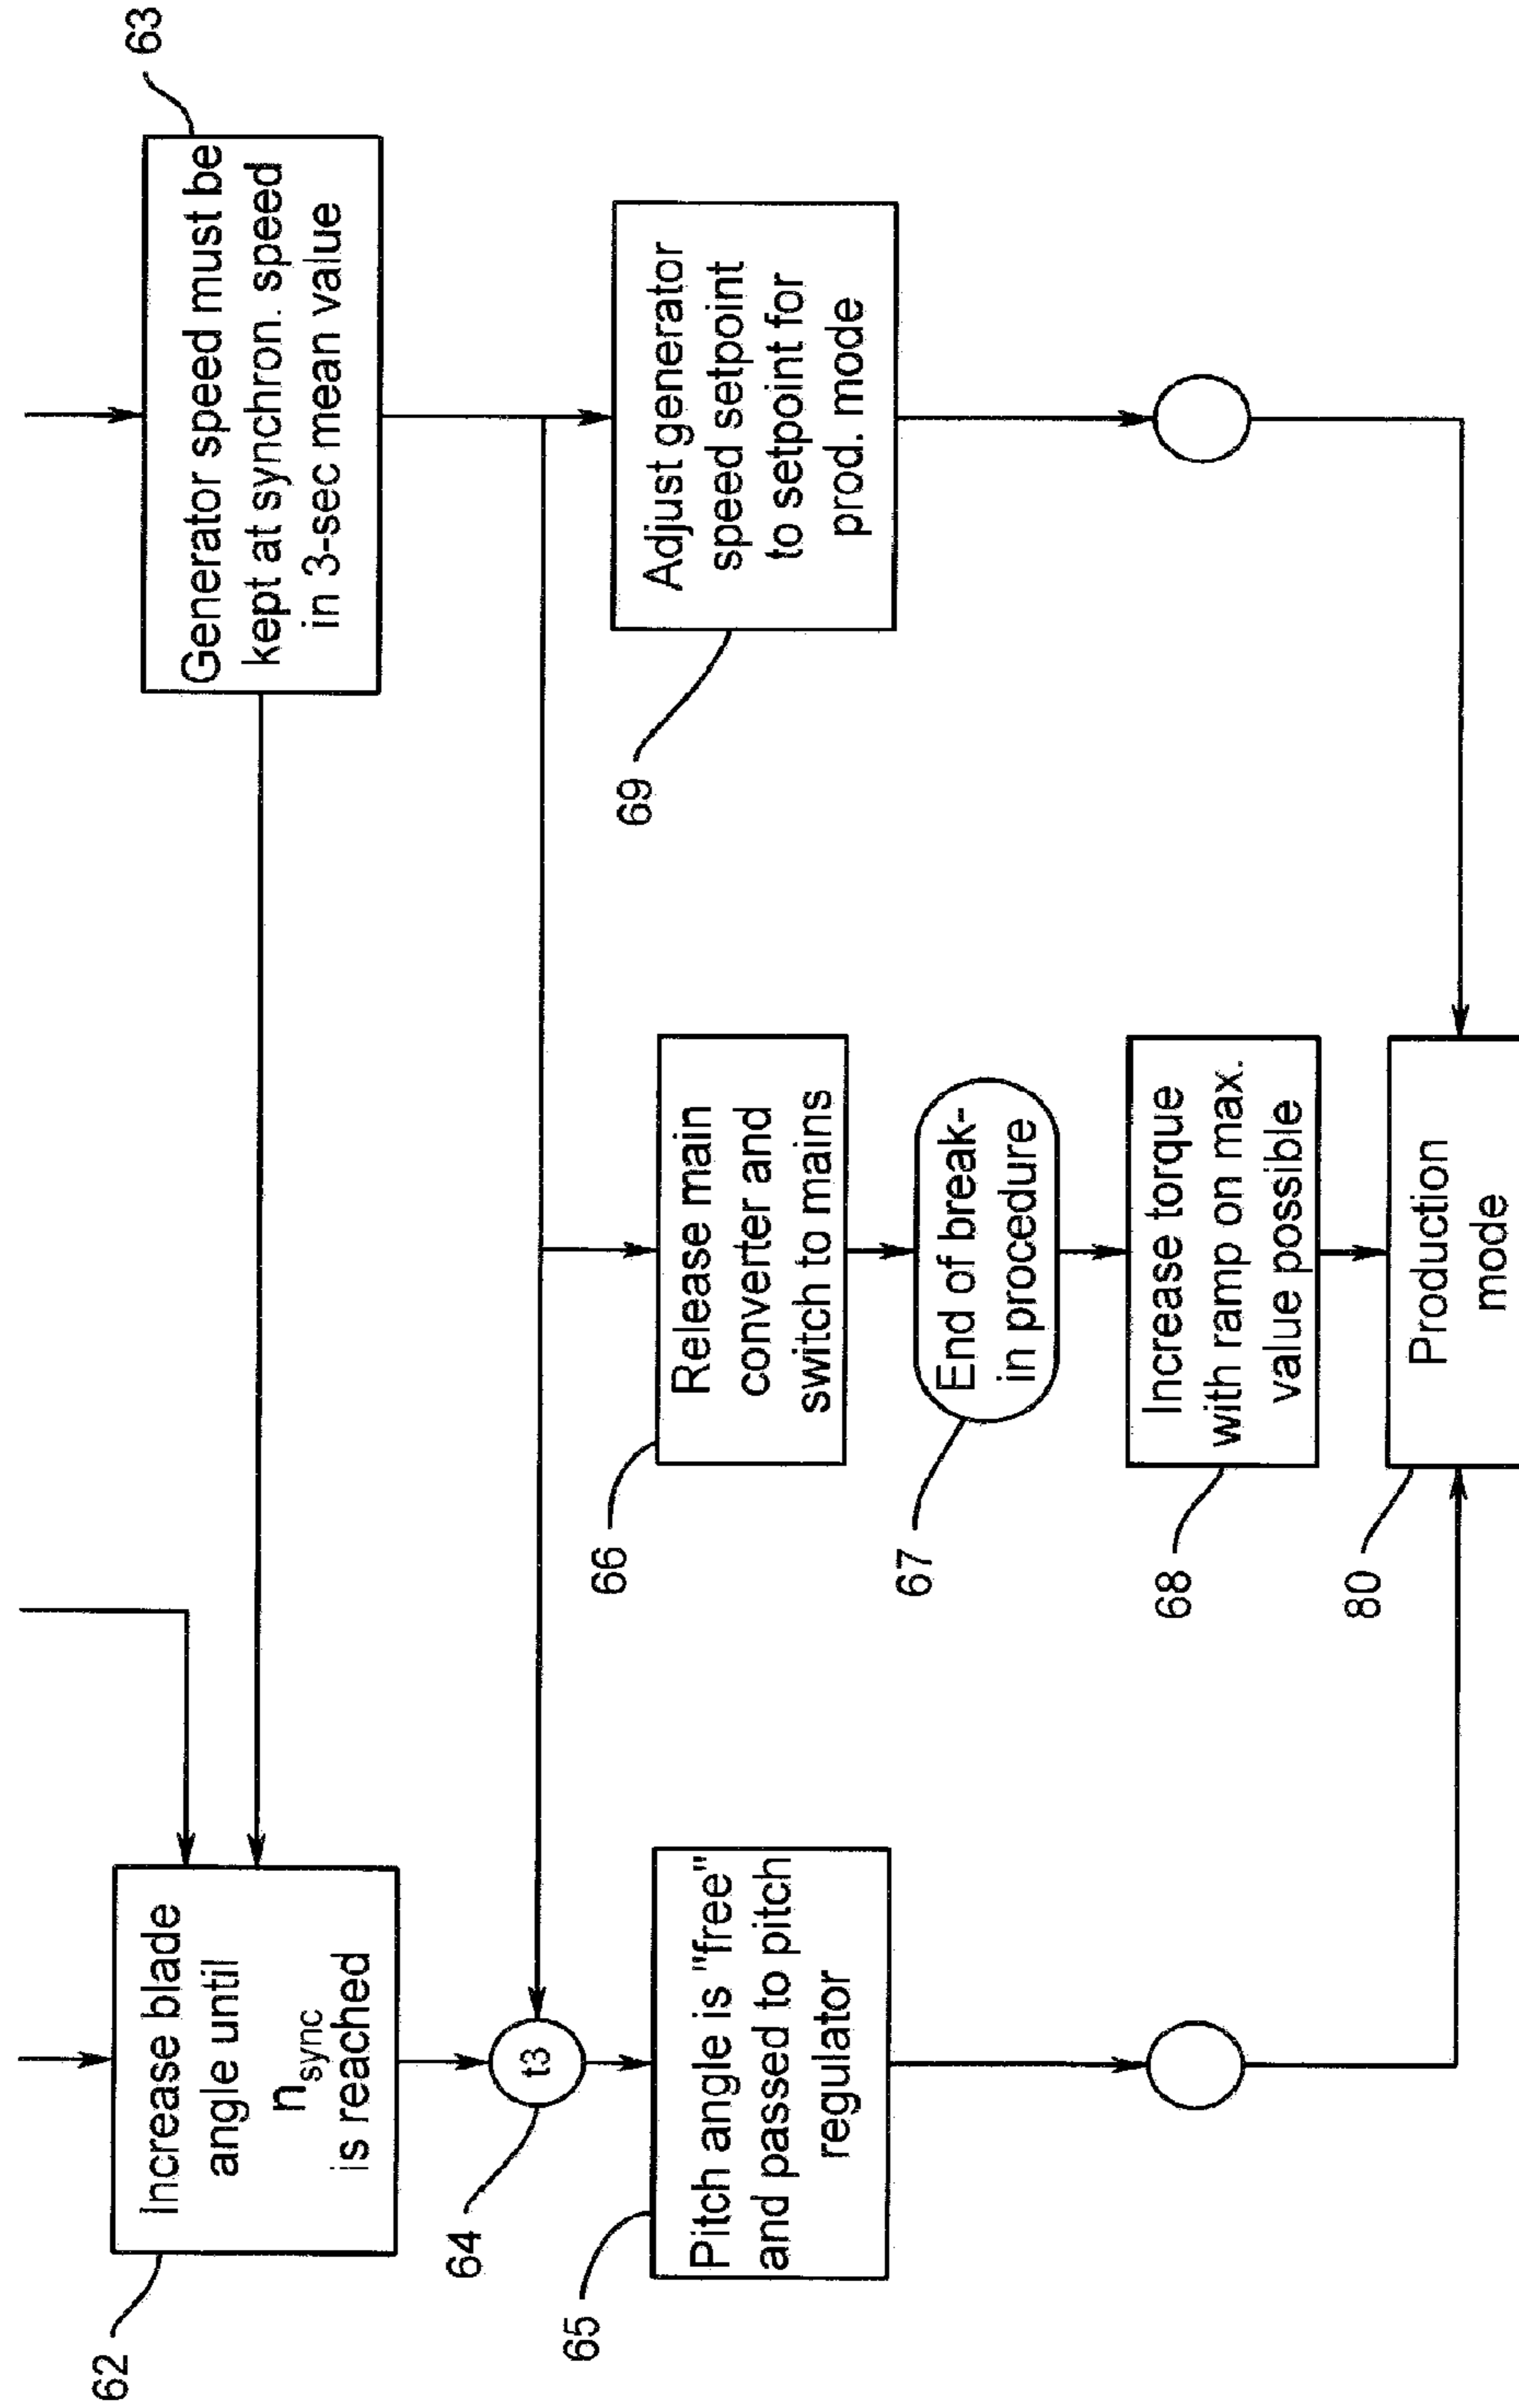 62
Increase blade
angle until
n_sync
is reached
63
Generator speed must be
kept at synchron. speed
in 3-sec mean value
64
t3
65
Pitch angle is "free"
and passed to pitch
regulator
66
Release main
converter and
switch to mains
67
End of break-
in procedure
68
Increase torque
with ramp on max.
value possible
69
Adjust generator
speed setpoint
to setpoint for
prod. mode
80
Production
mode